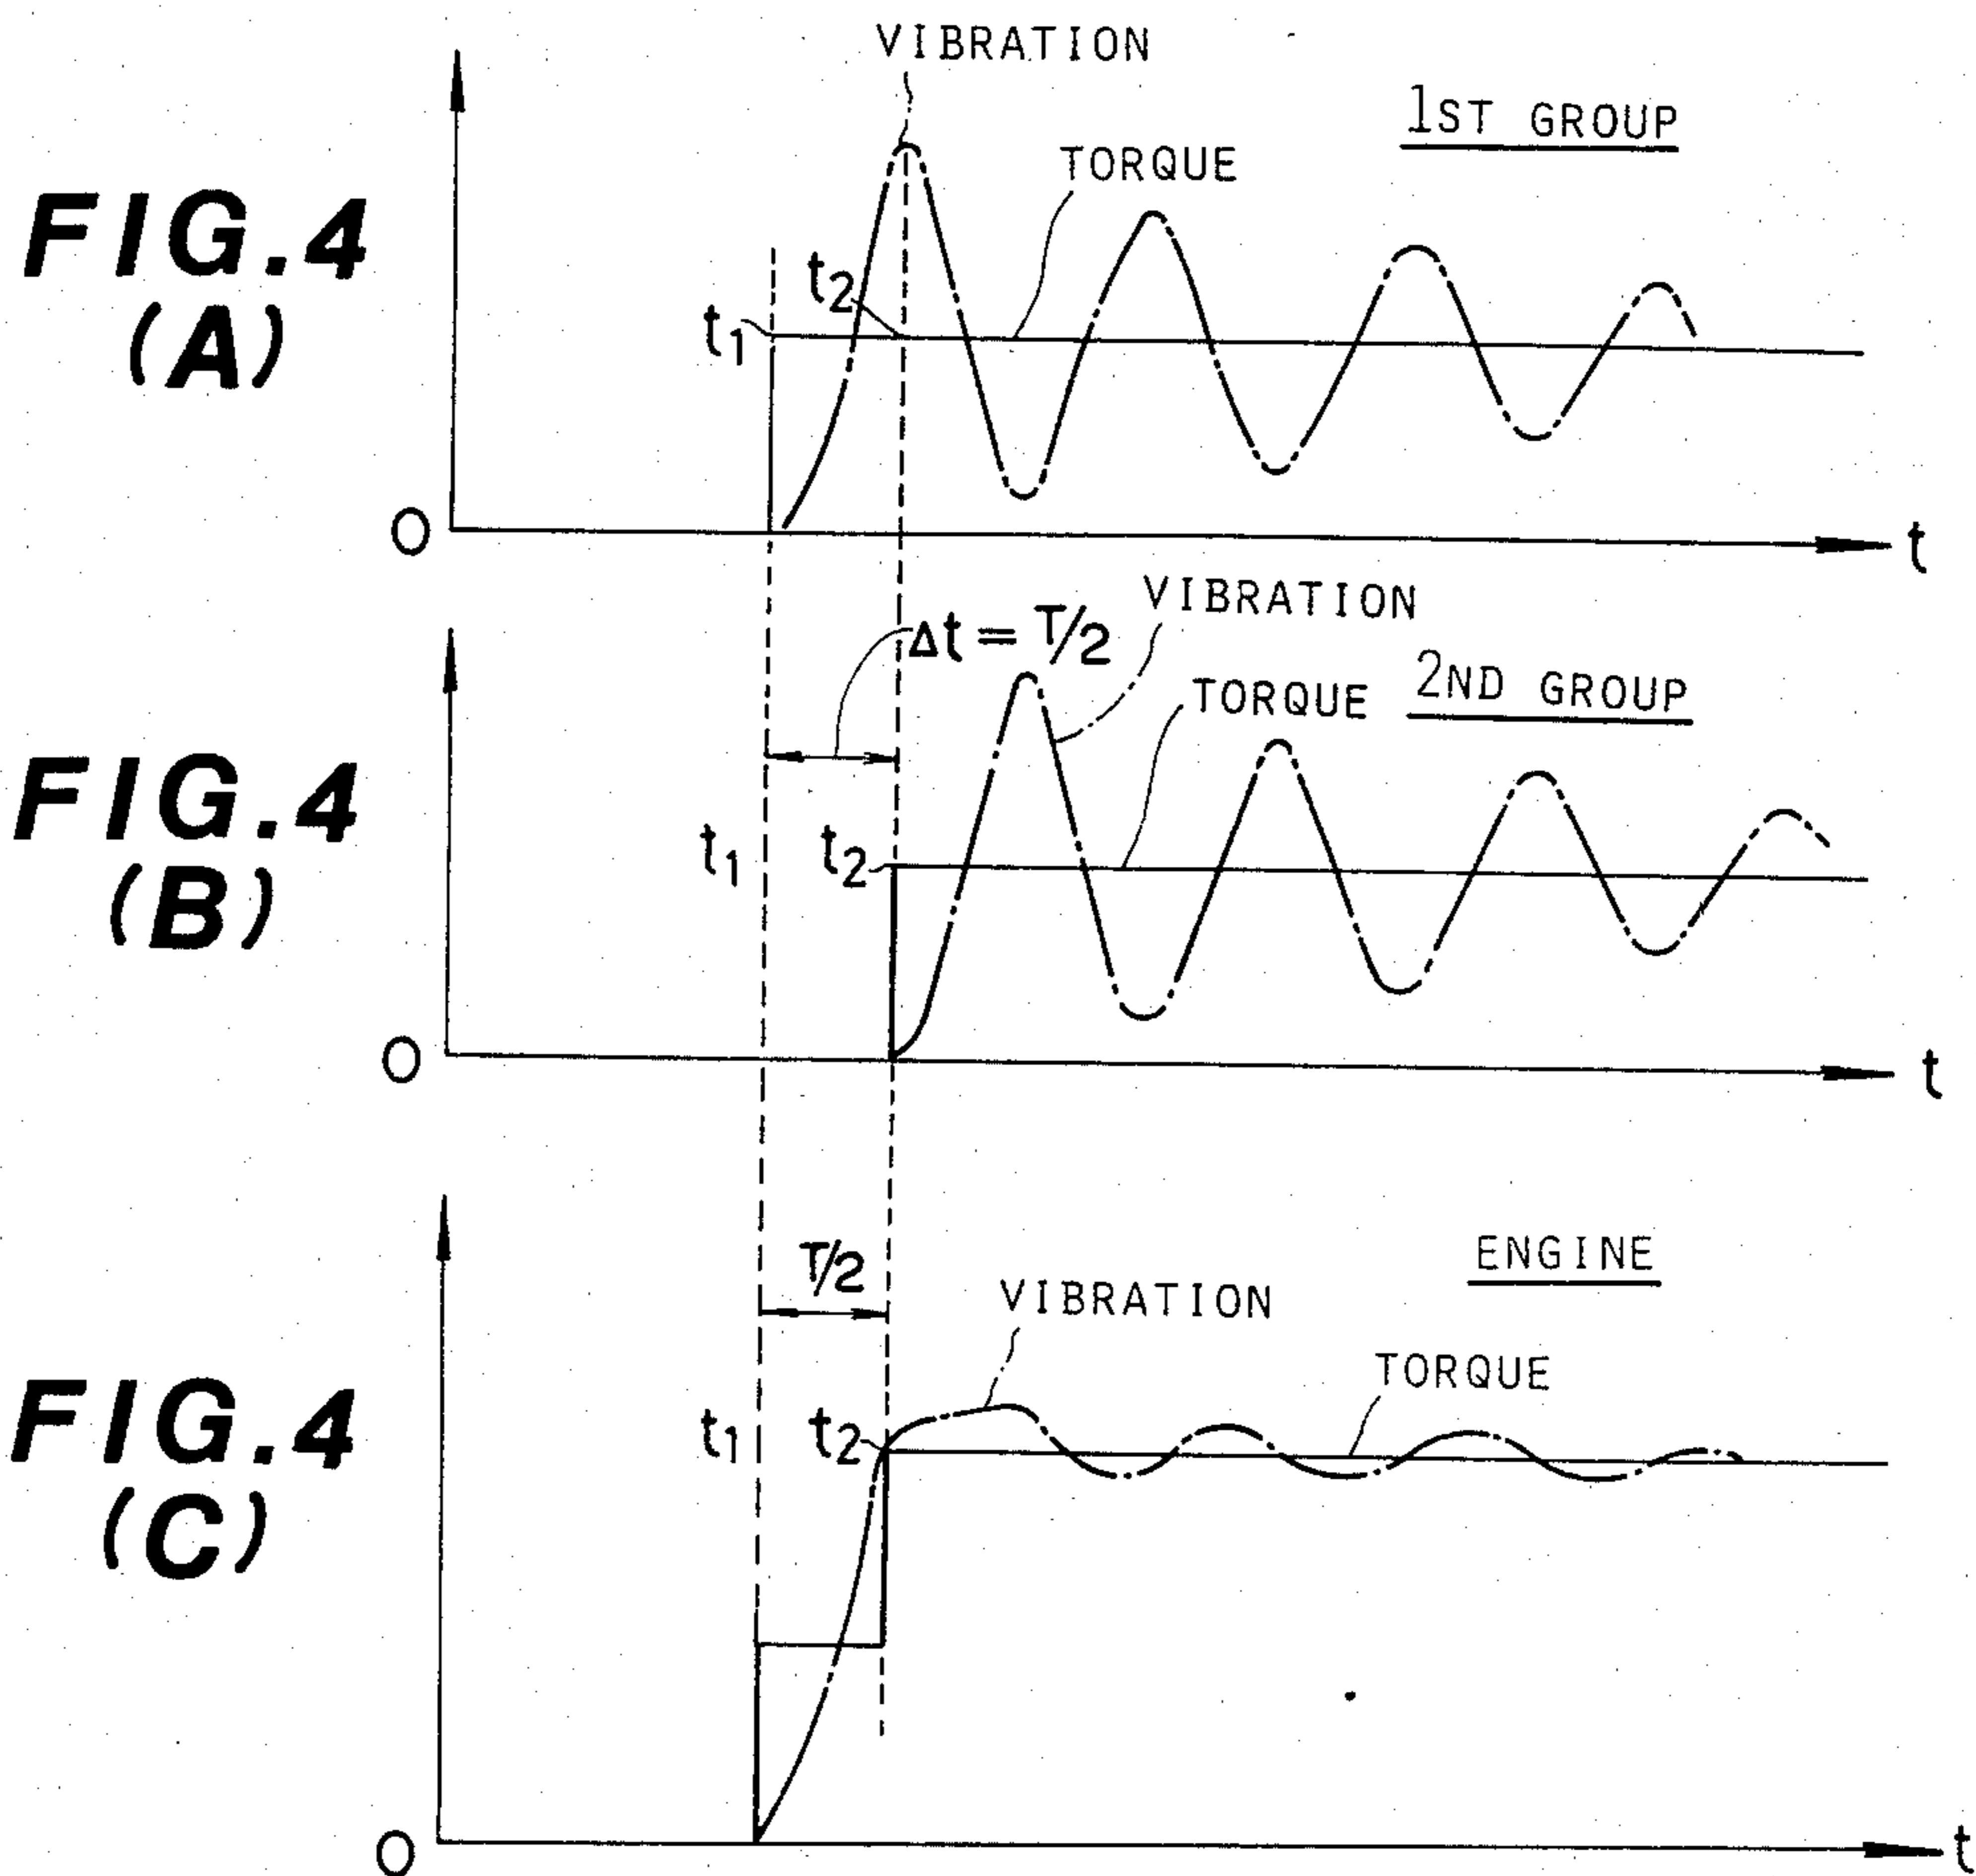 FIG.4
(A)
VIBRATION
1ST GROUP
TORQUE
t2
t1
O
t
FIG.4
(B)
VIBRATION
Δt = T/2
TORQUE
2ND GROUP
t1
t2
O
t
FIG.4
(C)
T/2
ENGINE
VIBRATION
TORQUE
t1
t2
O
t